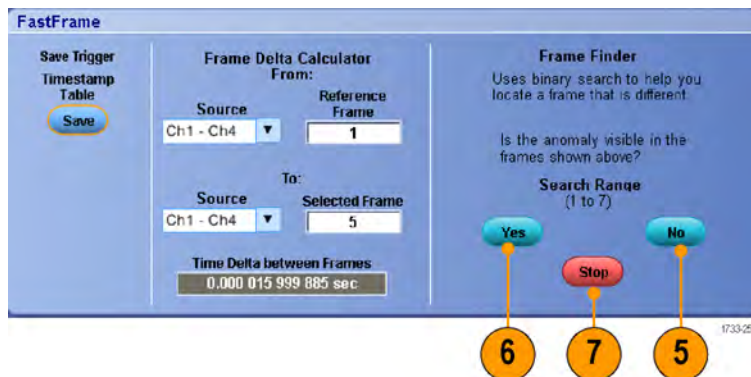 FastFrame
Save Trigger
Timestamp
Table
Save
Frame Delta Calculator
From:
Source
Reference
Frame
Ch1 - Ch4
1
To:
Source
Selected Frame
Ch1 - Ch4
5
Time Delta between Frames
0.000 015 999 885 sec
Frame Finder
Uses binary search to help you
locate a frame that is different
Is the anomaly visible in the
frames shown above?
Search Range
(1 to 7)
Yes
No
Stop
6
7
5